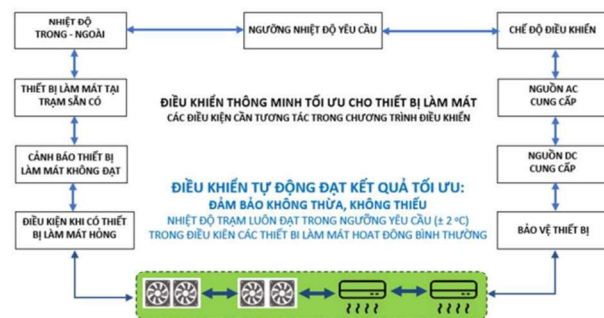 NHIỆT ĐỘ
TRONG - NGOÀI
NGƯỠNG NHIỆT ĐỘ YÊU CẦU
CHẾ ĐỘ ĐIỀU KHIỂN
THIẾT BỊ LÀM MÁT TẠI
TRẠM SẴN CÓ
ĐIỀU KHIỂN THÔNG MINH TỐI ƯU CHO THIẾT BỊ LÀM MÁT
CÁC ĐIỀU KIỆN CẦN TƯƠNG TÁC TRONG CHƯƠNG TRÌNH ĐIỀU KHIỂN
NGUỒN AC
CUNG CẤP
CẢNH BÁO THIẾT BỊ
LÀM MÁT KHÔNG ĐẠT
NGUỒN DC
CUNG CẤP
ĐIỀU KHIỂN TỰ ĐỘNG ĐẠT KẾT QUẢ TỐI ƯU:
ĐẢM BẢO KHÔNG THỪA, KHÔNG THIẾU
NHIỆT ĐỘ TRẠM LUÔN ĐẠT TRONG NGƯỠNG YÊU CẦU (± 2 ºC)
TRONG ĐIỀU KIÊN CÁC THIẾT BI LÀM MÁT HOAT ĐÔNG BÌNH THƯỜNG
ĐIỀU KIỆN KHI CÓ THIẾT
BỊ LÀM MÁT HỎNG
BẢO VỆ THIẾT BỊ